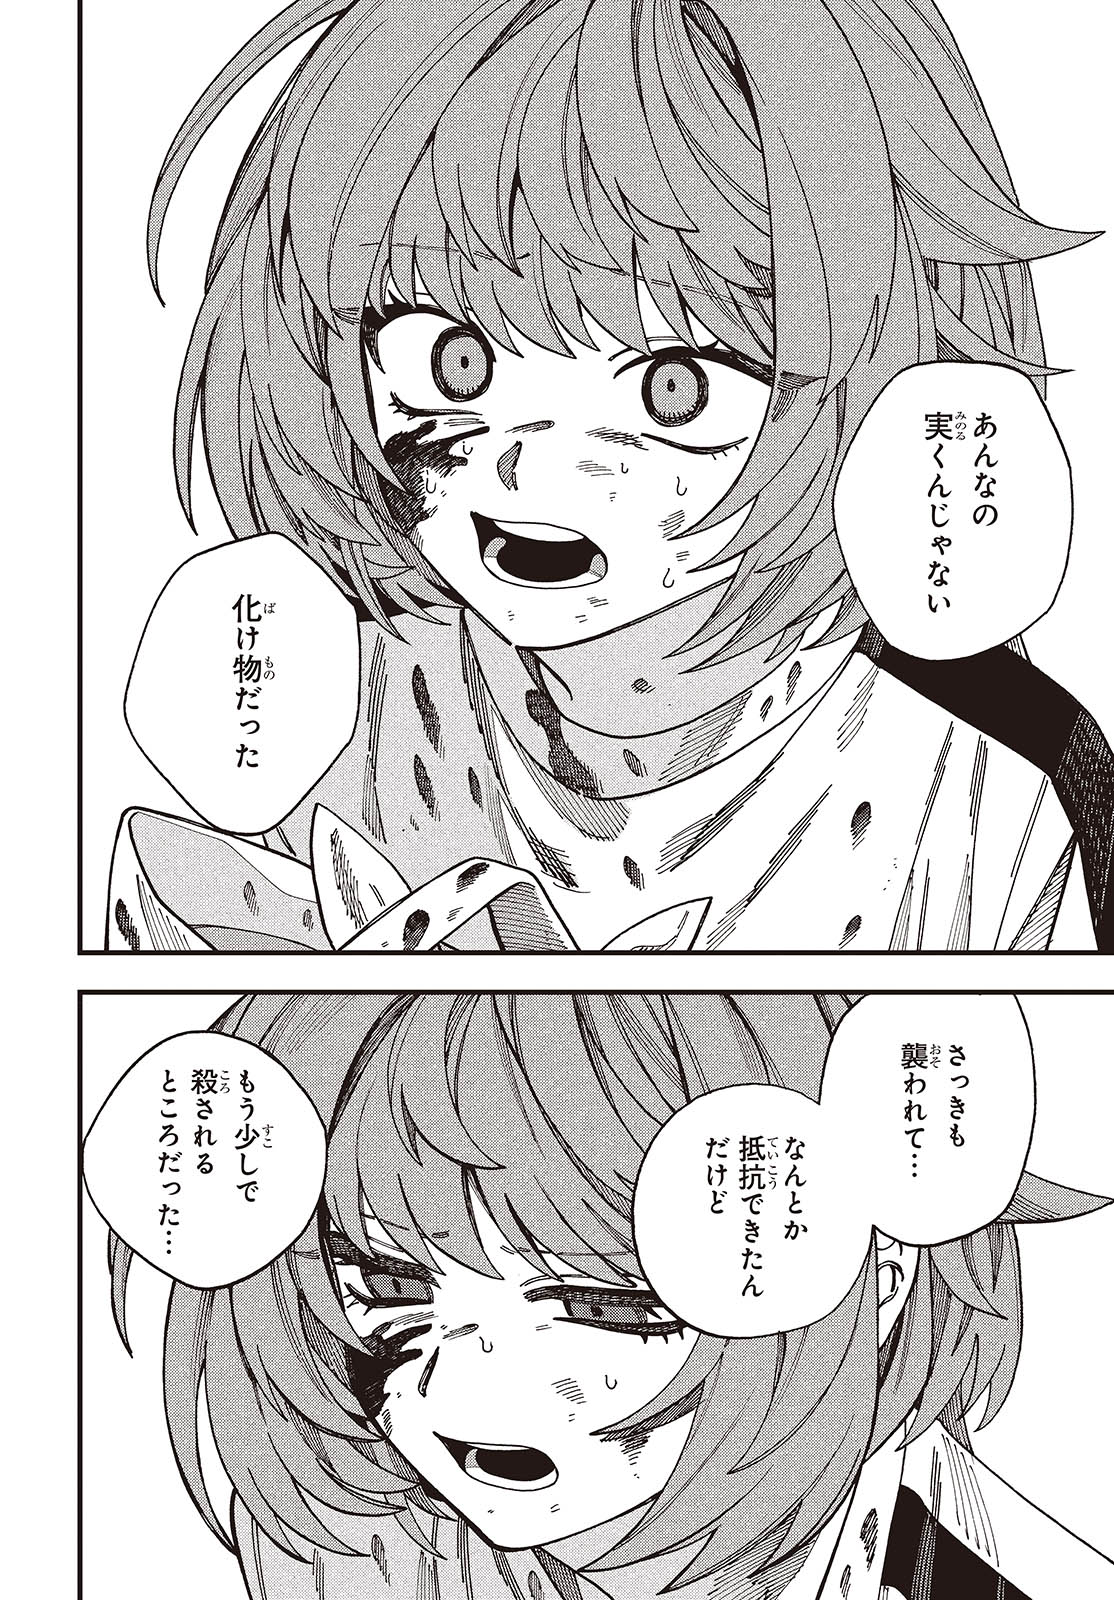 あんなの
実くんじゃない
化け物だった
さっきも
襲われて…
なんとか
抵抗できたん
だけど
もう少しで
殺される
ところだった…